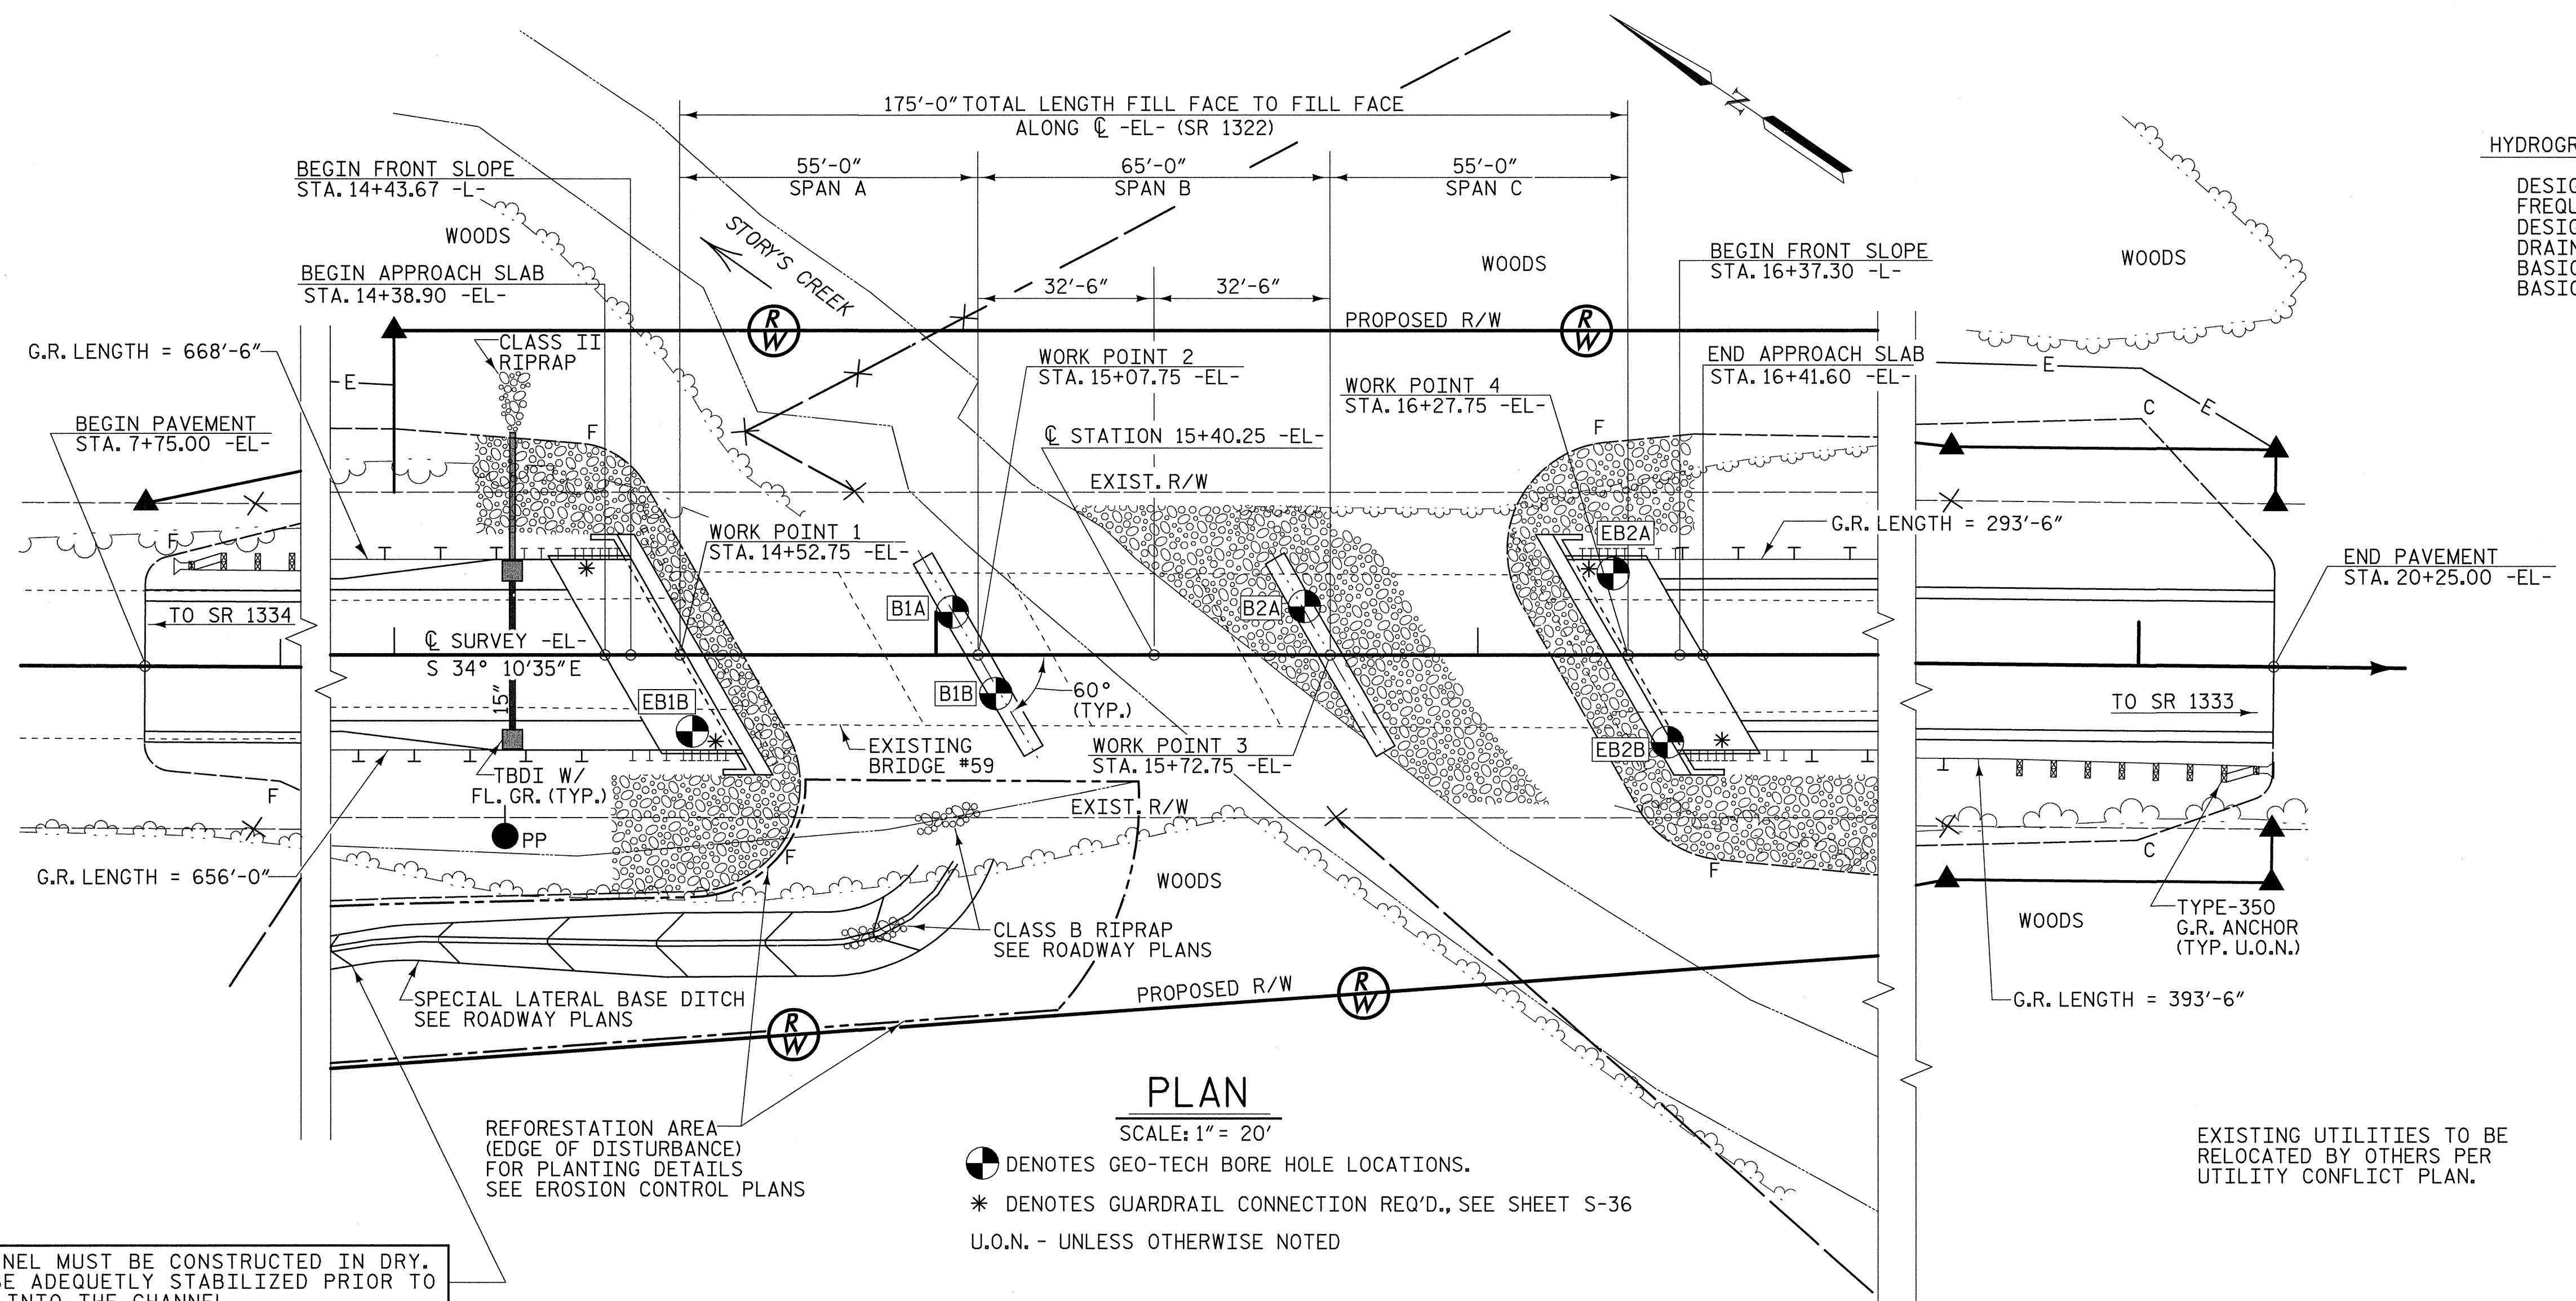 175'-0" TOTAL LENGTH FILL FACE TO FILL FACE
ALONG ℄ -EL- (SR 1322)
N
HYDROGR
DESIG
FREQU
DESIG
DRAIN
BASIC
BASIC
BEGIN FRONT SLOPE
STA. 14+43.67 -L-
55'-0"
SPAN A
65'-0"
SPAN B
55'-0"
SPAN C
WOODS
STORY'S CREEK
WOODS
BEGIN FRONT SLOPE
STA. 16+37.30 -L-
WOODS
BEGIN APPROACH SLAB
STA. 14+38.90 -EL-
32'-6"
32'-6"
R/W
PROPOSED R/W
R/W
G.R. LENGTH = 668'-6"
CLASS II
RIPRAP
WORK POINT 2
STA. 15+07.75 -EL-
END APPROACH SLAB
STA. 16+41.60 -EL-
E
E
WORK POINT 4
STA. 16+27.75 -EL-
C
E
BEGIN PAVEMENT
STA. 7+75.00 -EL-
F
℄ STATION 15+40.25 -EL-
F
EXIST. R/W
WORK POINT 1
STA. 14+52.75 -EL-
EB2A
G.R. LENGTH = 293'-6"
F
END PAVEMENT
STA. 20+25.00 -EL-
B1A
B2A
TO SR 1334
℄ SURVEY -EL-
S 34° 10'35" E
15"
EB1B
B1B
60°
(TYP.)
TO SR 1333
EXISTING
BRIDGE #59
WORK POINT 3
STA. 15+72.75 -EL-
EB2B
TBDI W/
FL. GR. (TYP.)
F
EXIST. R/W
PP
F
C
F
G.R. LENGTH = 656'-0"
WOODS
CLASS B RIPRAP
SEE ROADWAY PLANS
WOODS
TYPE-350
G.R. ANCHOR
(TYP. U.O.N.)
SPECIAL LATERAL BASE DITCH
SEE ROADWAY PLANS
PROPOSED R/W
R/W
G.R. LENGTH = 393'-6"
R/W
PLAN
SCALE: 1" = 20'
REFORESTATION AREA
(EDGE OF DISTURBANCE)
FOR PLANTING DETAILS
SEE EROSION CONTROL PLANS
DENOTES GEO-TECH BORE HOLE LOCATIONS.
* DENOTES GUARDRAIL CONNECTION REQ'D., SEE SHEET S-36
U.O.N. - UNLESS OTHERWISE NOTED
EXISTING UTILITIES TO BE
RELOCATED BY OTHERS PER
UTILITY CONFLICT PLAN.
NEL MUST BE CONSTRUCTED IN DRY.
BE ADEQUETLY STABILIZED PRIOR TO
INTO THE CHANNEL